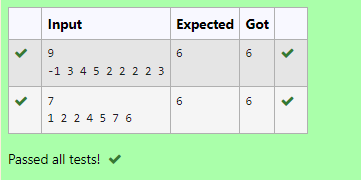 Input Expected Got
9 6 6
-1 3 4 5 2 2 2 2 3
7 6 6
1 2 2 4 5 7 6
Passed all tests!